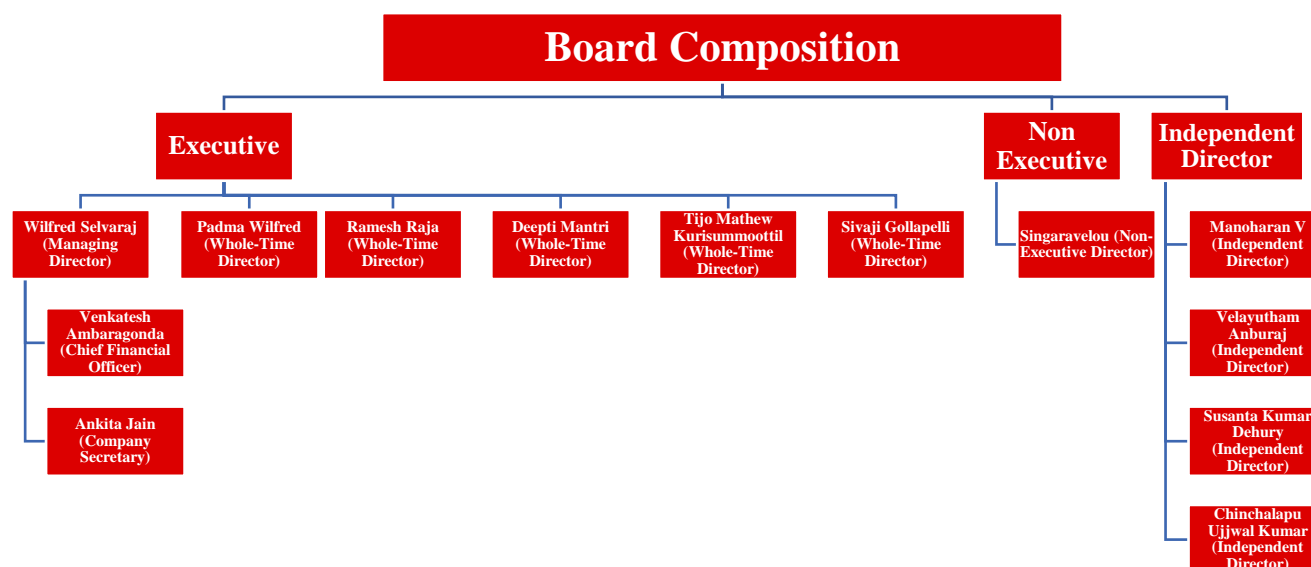 Board Composition
Executive
Non
Executive
Independent
Director
Wilfred Selvaraj
(Managing
Director)
Padma Wilfred
(Whole-Time
Director)
Ramesh Raja
(Whole-Time
Director)
Deepti Mantri
(Whole-Time
Director)
Tijo Mathew
Kurisummoottil
(Whole-Time
Director)
Sivaji Gollapelli
(Whole-Time
Director)
Singaravelou (Non-
Executive Director)
Manoharan V
(Independent
Director)
Venkatesh
Ambaragonda
(Chief Financial
Officer)
Velayutham
Anburaj
(Independent
Director)
Ankita Jain
(Company
Secretary)
Susanta Kumar
Dehury
(Independent
Director)
Chinchalapu
Ujjwal Kumar
(Independent
Director)